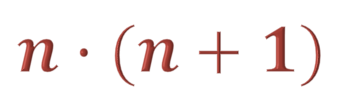 n · (n + 1)